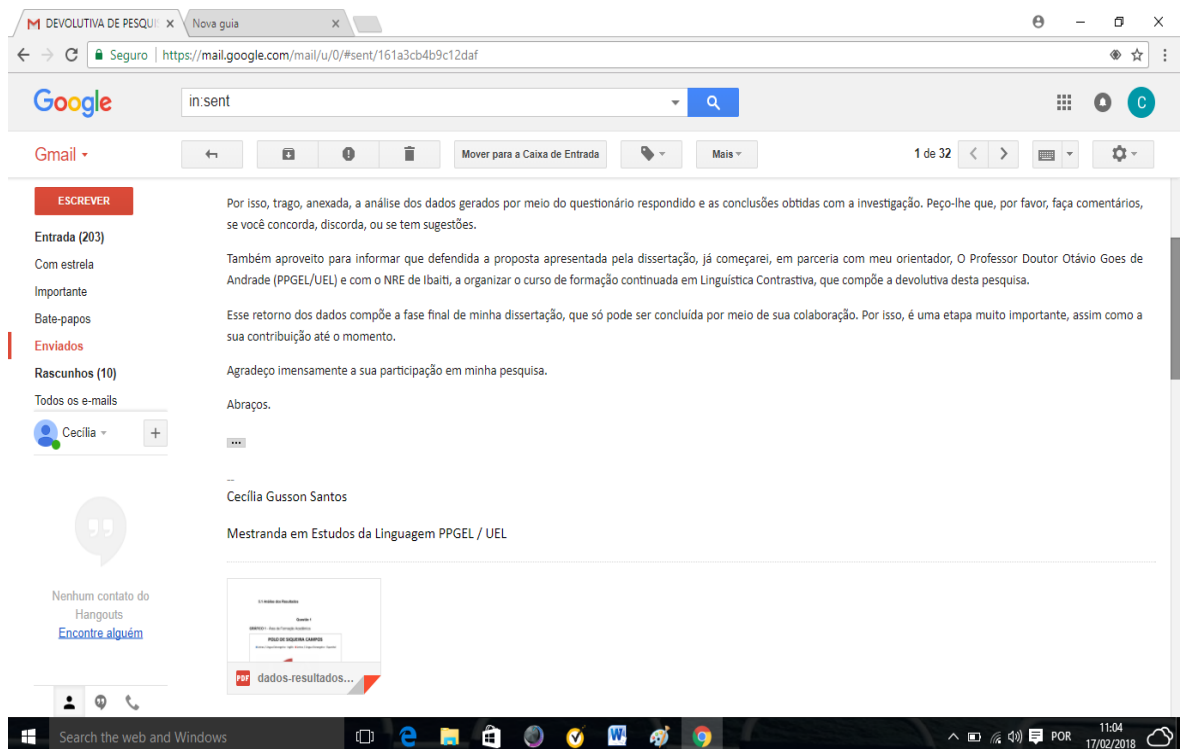 DEVOLUTIVA DE PESQUI
Nova guia
Seguro | https://mail.google.com/mail/u/0/#sent/161a3cb4b9c12daf
Google
in:sent
C
Gmail
Mover para a Caixa de Entrada
Mais
1 de 32
ESCREVER
Entrada (203)
Com estrela
Importante
Bate-papos
Enviados
Rascunhos (10)
Todos os e-mails
Cecília
+
Nenhum contato do
Hangouts
Encontre alguém
Por isso, trago, anexada, a análise dos dados gerados por meio do questionário respondido e as conclusões obtidas com a investigação. Peço-lhe que, por favor, faça comentários,
se você concorda, discorda, ou se tem sugestões.
Também aproveito para informar que defendida a proposta apresentada pela dissertação, já começarei, em parceria com meu orientador, O Professor Doutor Otávio Goes de
Andrade (PPGEL/UEL) e com o NRE de Ibaiti, a organizar o curso de formação continuada em Linguística Contrastiva, que compõe a devolutiva desta pesquisa.
Esse retorno dos dados compõe a fase final de minha dissertação, que só pode ser concluída por meio de sua colaboração. Por isso, é uma etapa muito importante, assim como a
sua contribuição até o momento.
Agradeço imensamente a sua participação em minha pesquisa.
Abraços.
...
--
Cecília Gusson Santos
Mestranda em Estudos da Linguagem PPGEL / UEL
POLO DE SIQUEIRA CAMPOS
PDF dados-resultados...
Search the web and Windows
POR
11:04
17/02/2018